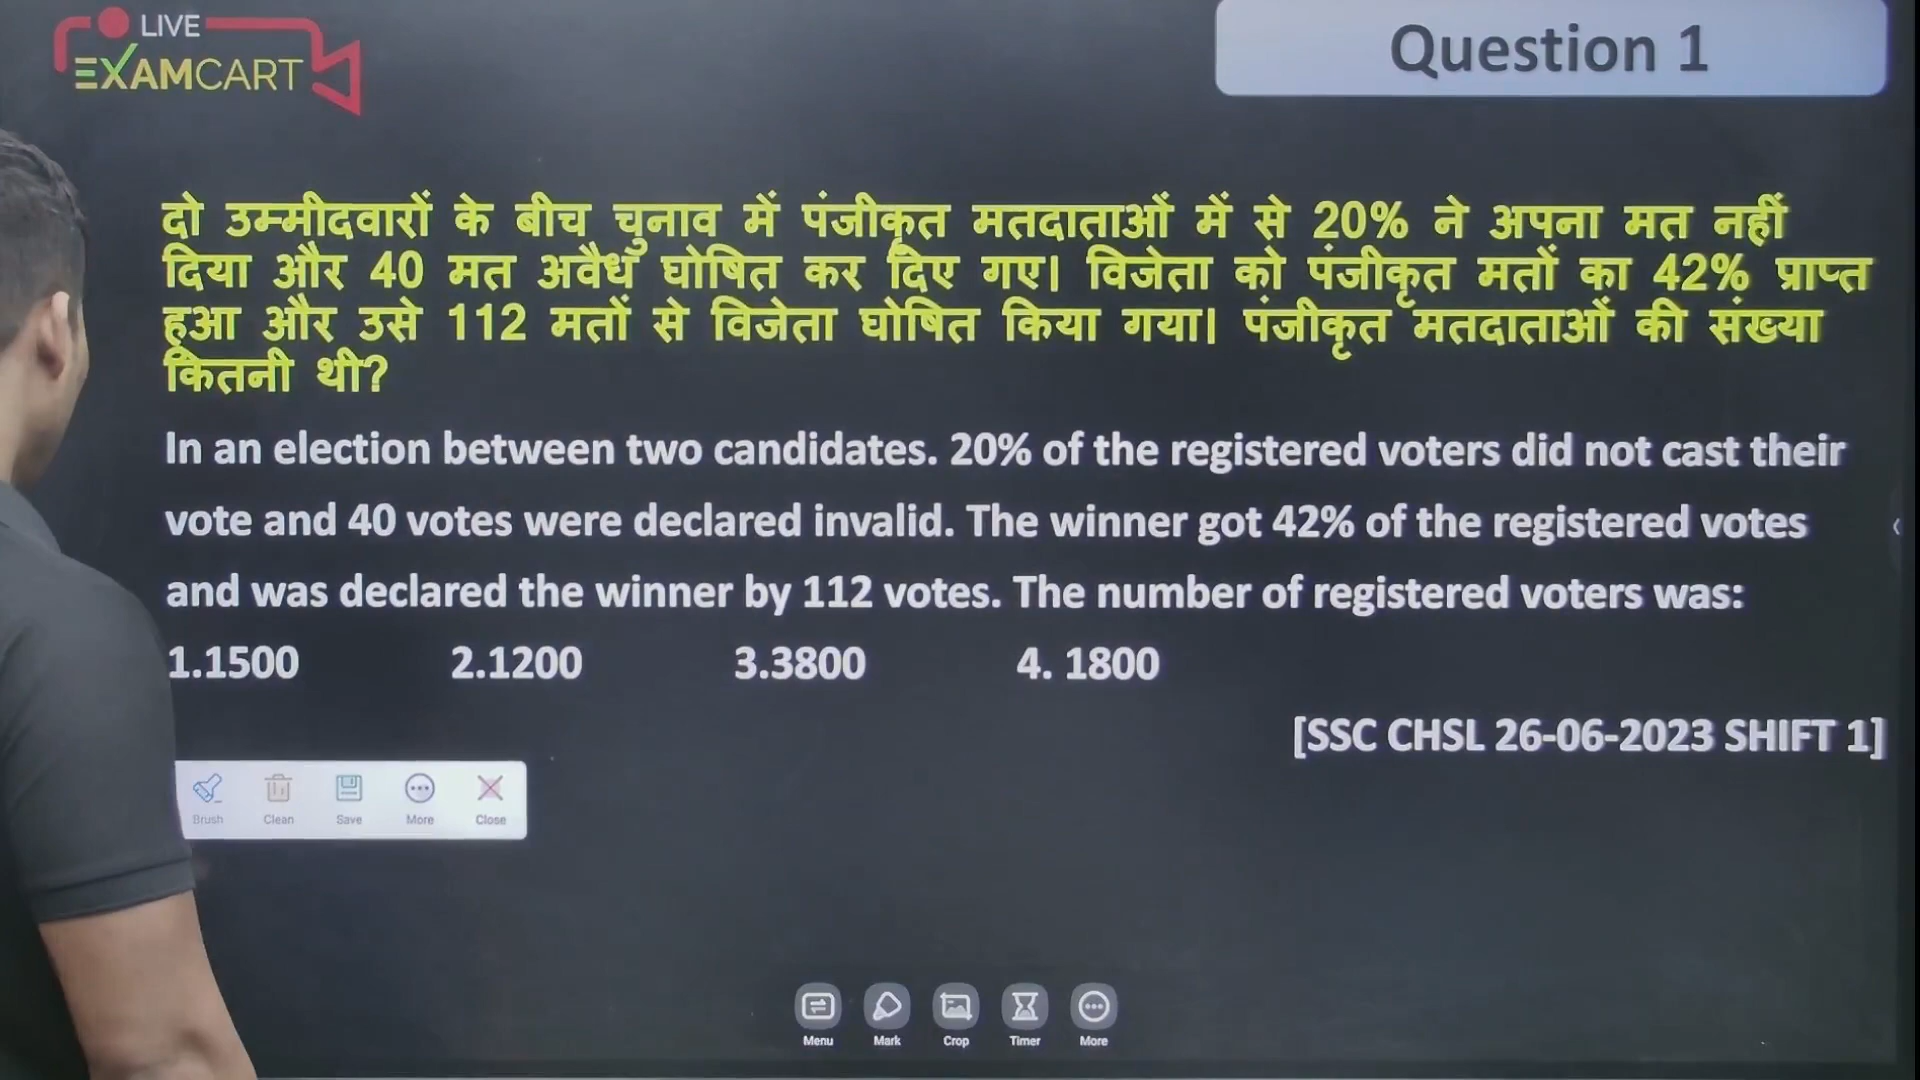 LIVE
EXAMCART
Question 1
दो उम्मीदवारों के बीच चुनाव में पंजीकृत मतदाताओं में से 20% ने अपना मत नहीं
दिया और 40 मत अवैध घोषित कर दिए गए। विजेता को पंजीकृत मतों का 42% प्राप्त
हुआ और उसे 112 मतों से विजेता घोषित किया गया। पंजीकृत मतदाताओं की संख्या
कितनी थी?
In an election between two candidates. 20% of the registered voters did not cast their
vote and 40 votes were declared invalid. The winner got 42% of the registered votes
and was declared the winner by 112 votes. The number of registered voters was:
1.1500 2.1200 3.3800 4. 1800
[SSC CHSL 26-06-2023 SHIFT 1]
Brush Clean Save More Close
Menu Mark Crop Timer More